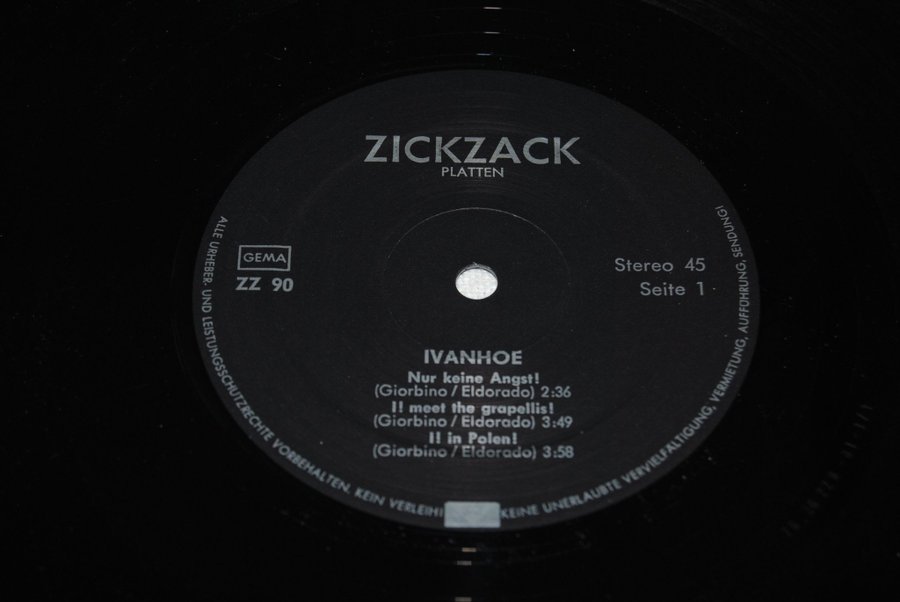 ZICKZACK
PLATTEN
GEMA
ZZ 90
Stereo 45
Seite 1
IVANHOE
Nur keine Angst!
(Giorbino / Eldorado) 2:36
I! meet the grapellis!
(Giorbino / Eldorado) 3:49
I! in Polen!
(Giorbino / Eldorado) 3:58
ALLE URHEBER- UND LEISTUNGSSCHUTZRECHTE VORBEHALTEN. KEIN VERLEIH! KEINE UNERLAUBTE VERVIELFÄLTIGUNG, VERMIETUNG, AUFFÜHRUNG, SENDUNG!